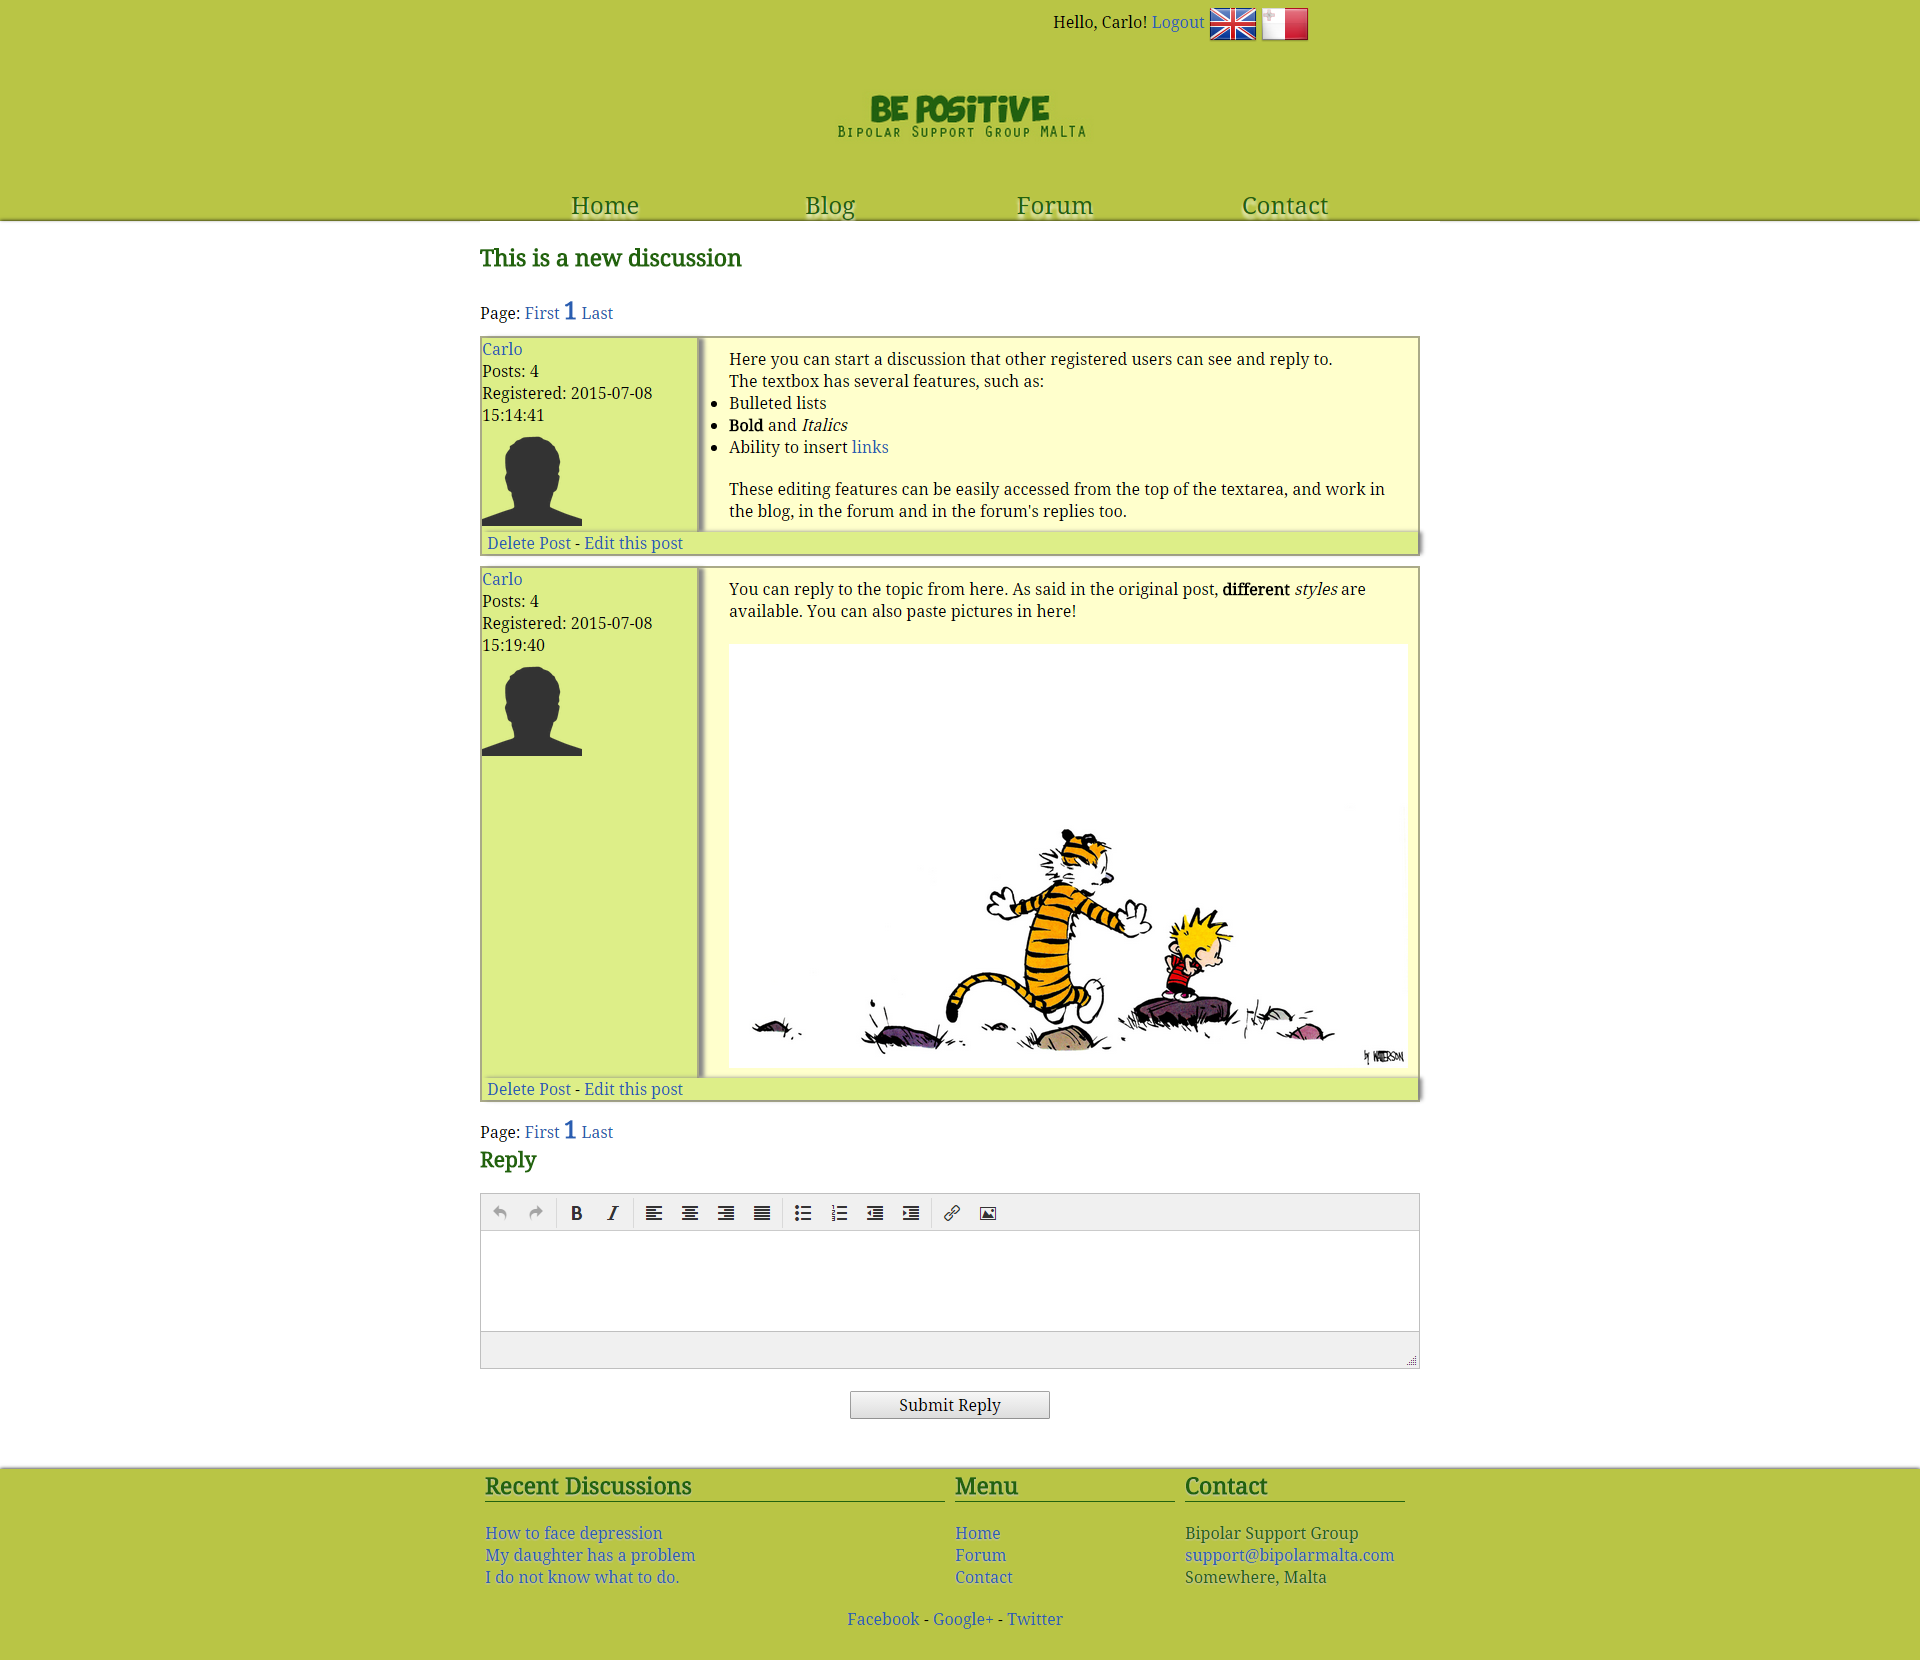 Hello, Carlo! Logout
BE POSITIVE
BIPOLAR SUPPORT GROUP MALTA
Home Blog Forum Contact
This is a new discussion
Page: First 1 Last
Carlo
Posts: 4
Registered: 2015-07-08
15:14:41
Here you can start a discussion that other registered users can see and reply to.
The textbox has several features, such as:
• Bulleted lists
• Bold and Italics
• Ability to insert links
These editing features can be easily accessed from the top of the textarea, and work in
the blog, in the forum and in the forum's replies too.
Delete Post - Edit this post
Carlo
Posts: 4
Registered: 2015-07-08
15:19:40
You can reply to the topic from here. As said in the original post, different styles are
available. You can also paste pictures in here!
by WATTERSON
Delete Post - Edit this post
Page: First 1 Last
Reply
B I
Submit Reply
Recent Discussions
How to face depression
My daughter has a problem
I do not know what to do.
Menu
Home
Forum
Contact
Contact
Bipolar Support Group
support@bipolarmalta.com
Somewhere, Malta
Facebook - Google+ - Twitter